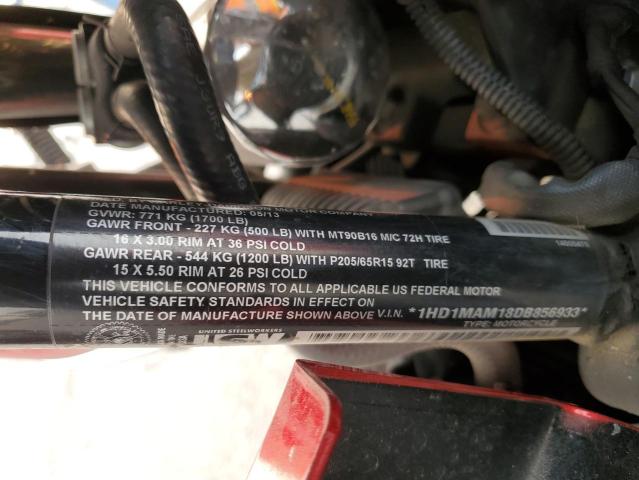 DATE MANUFACTURED: 05/13
GVWR: 771 KG (1700 LB)
GAWR FRONT - 227 KG (500 LB) WITH MT90B16 M/C 72H TIRE
16 X 3.00 RIM AT 36 PSI COLD
GAWR REAR - 544 KG (1200 LB) WITH P205/65R15 92T TIRE
15 X 5.50 RIM AT 26 PSI COLD
THIS VEHICLE CONFORMS TO ALL APPLICABLE US FEDERAL MOTOR
VEHICLE SAFETY STANDARDS IN EFFECT ON
THE DATE OF MANUFACTURE SHOWN ABOVE V.I.N. *1HD1MAM18DB856933*
TYPE: MOTORCYCLE
UNITED STEELWORKERS
USW